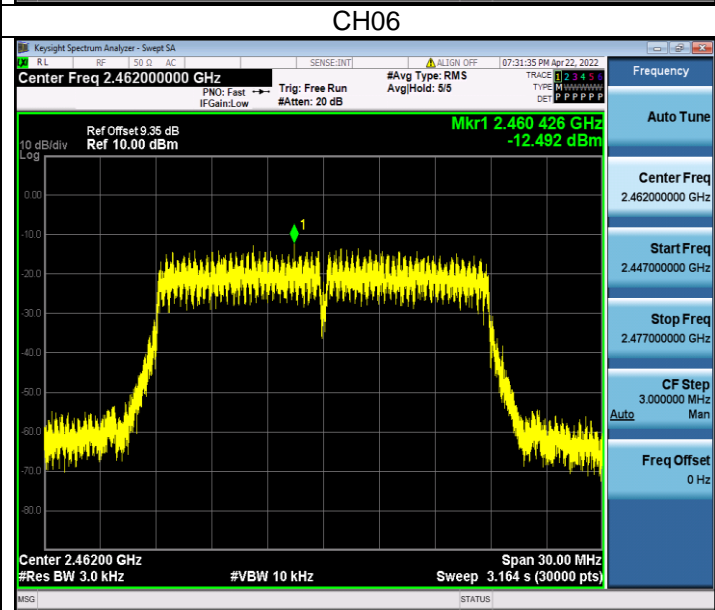 CH06
Keysight Spectrum Analyzer - Swept SA
RL RF 50 Ω AC SENSE:INT ALIGN OFF 07:31:35 PM Apr 22, 2022
Center Freq 2.462000000 GHz
PNO: Fast
IFGain:Low
Trig: Free Run
#Atten: 20 dB
#Avg Type: RMS
Avg|Hold: 5/5
TRACE 1 2 3 4 5 6
TYPE M WWWWW
DET P P P P P P
Ref Offset 9.35 dB
10 dB/div Ref 10.00 dBm
Log
Mkr1 2.460 426 GHz
-12.492 dBm
0.00
-10.0
-20.0
-30.0
-40.0
-50.0
-60.0
-70.0
-80.0
1
Center 2.46200 GHz
#Res BW 3.0 kHz
#VBW 10 kHz
Span 30.00 MHz
Sweep 3.164 s (30000 pts)
MSG STATUS
Frequency
Auto Tune
Center Freq
2.462000000 GHz
Start Freq
2.447000000 GHz
Stop Freq
2.477000000 GHz
CF Step
3.000000 MHz
Auto Man
Freq Offset
0 Hz